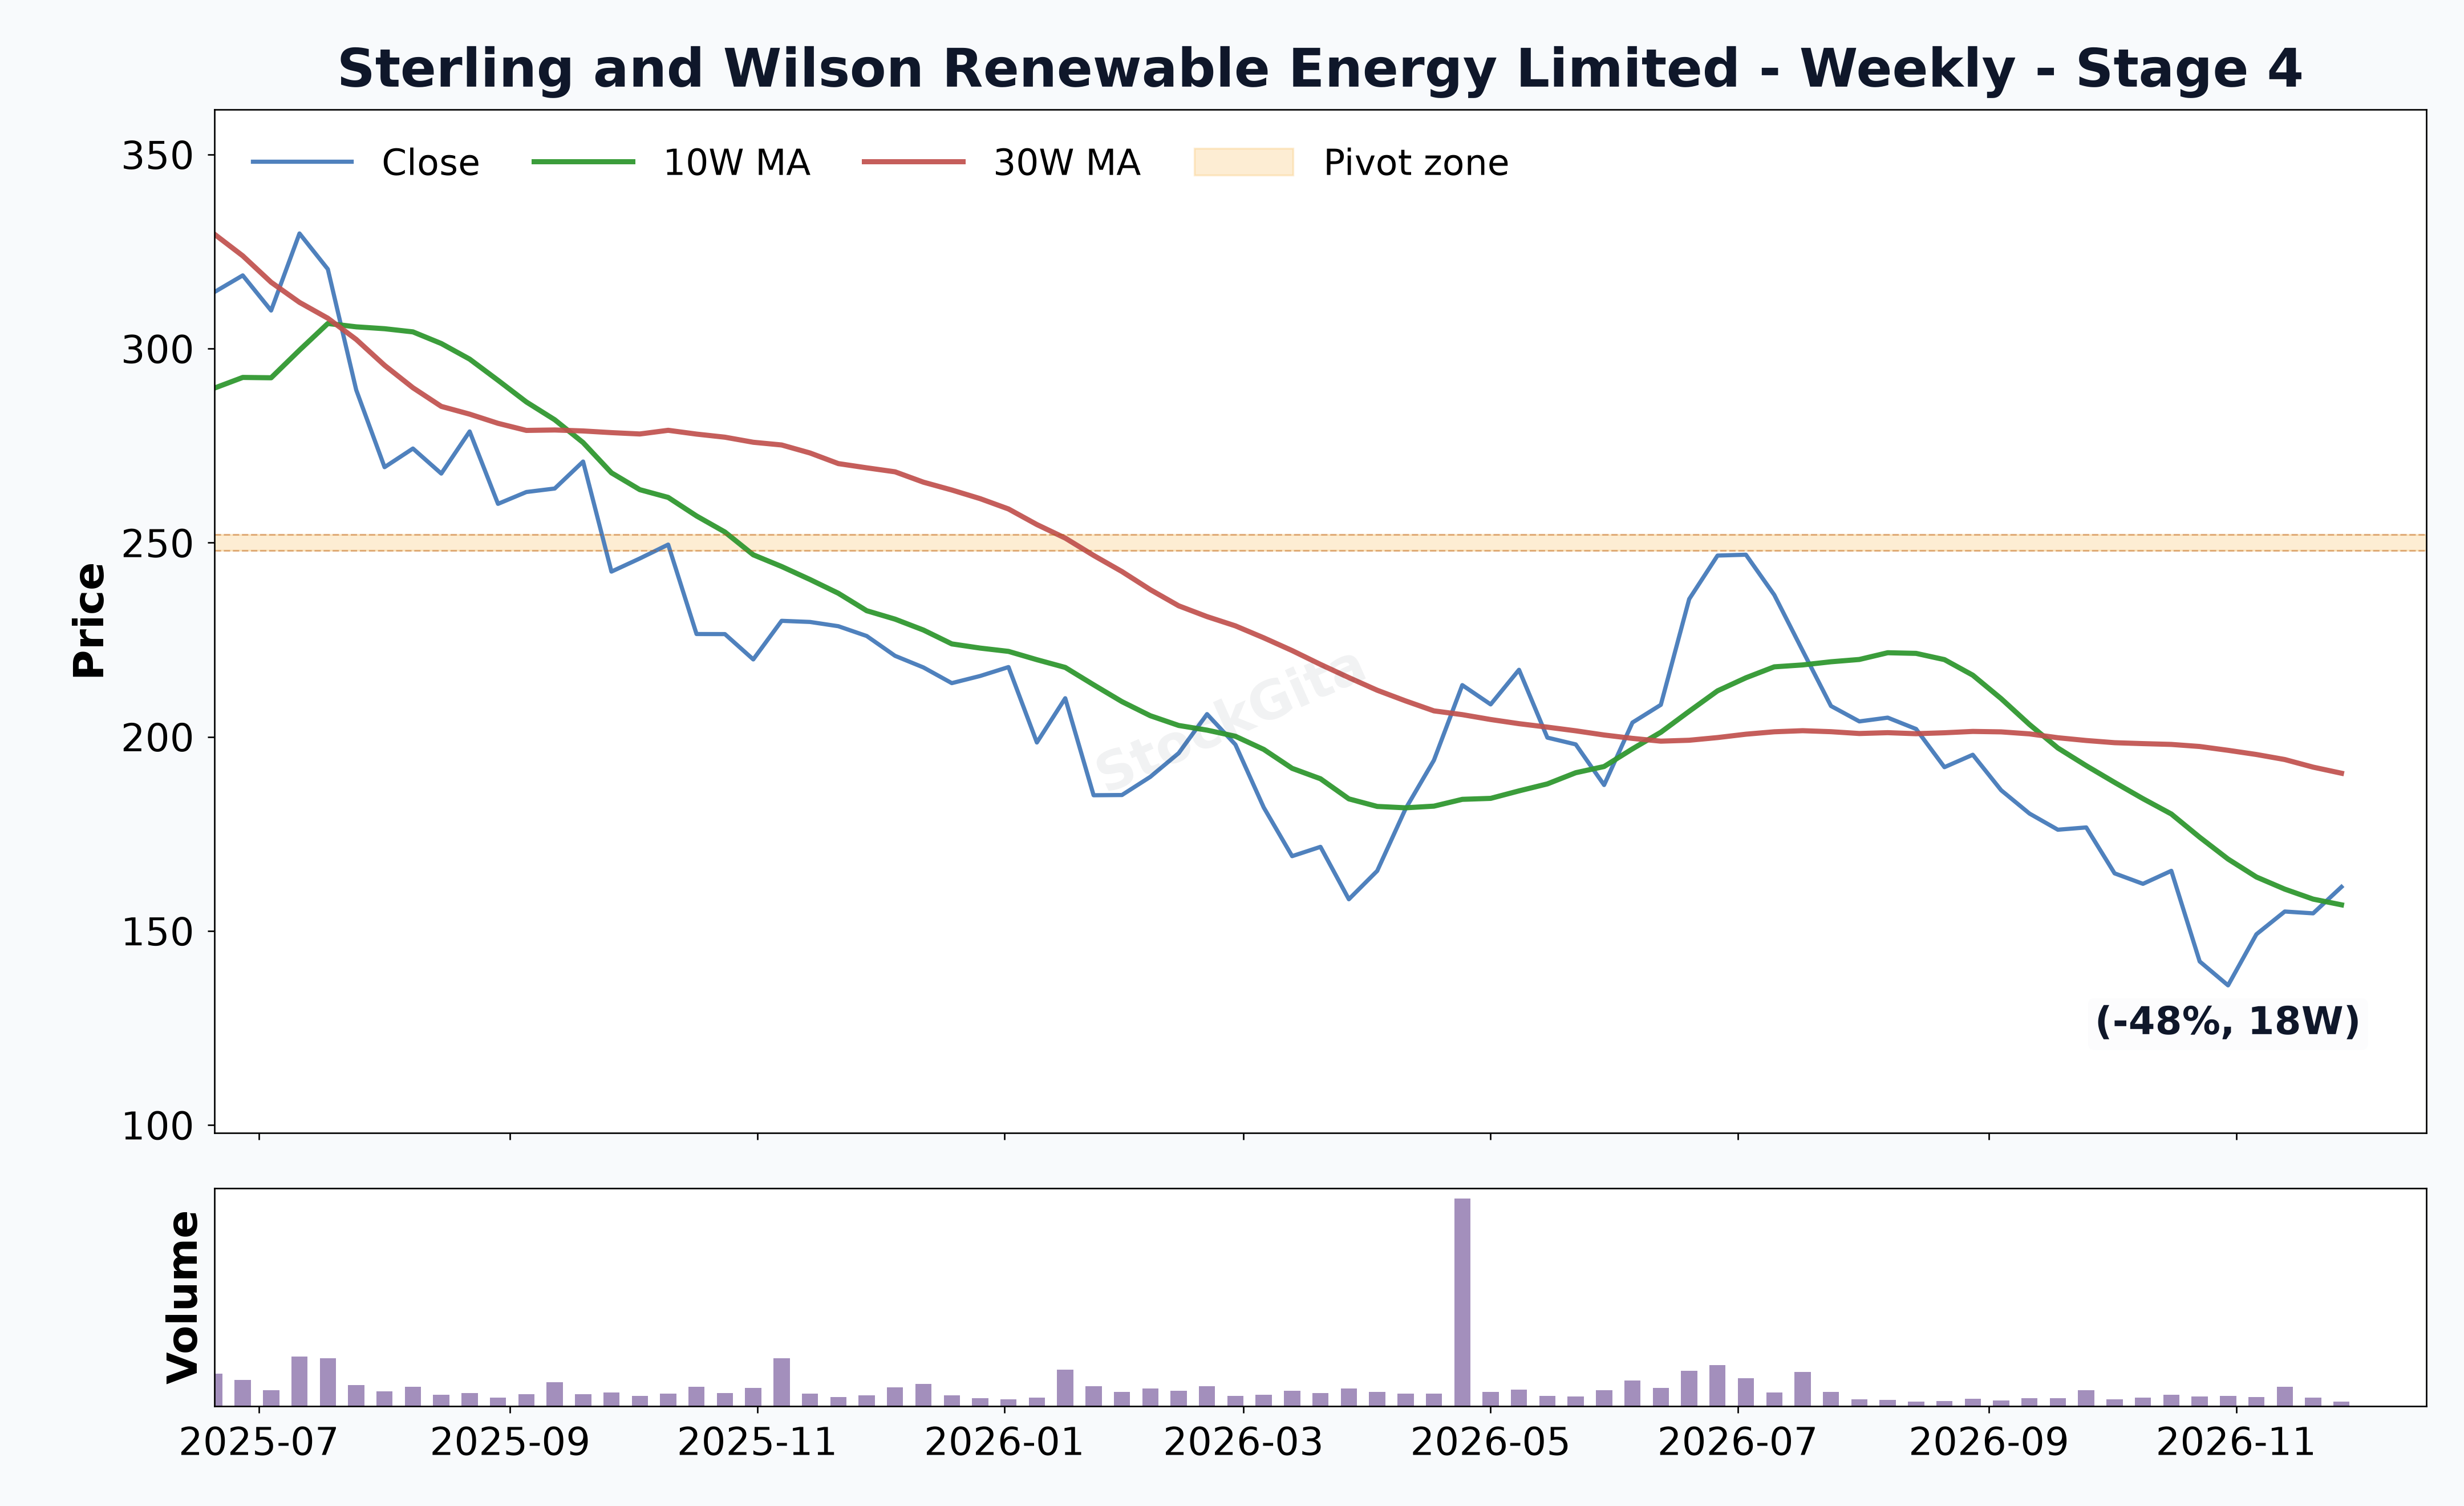 Sterling and Wilson Renewable Energy Limited - Weekly - Stage 4
Close
10W MA
30W MA
Pivot zone
350
300
250
200
150
100
Price
StockGita
(-48%, 18W)
Volume
2025-07
2025-09
2025-11
2026-01
2026-03
2026-05
2026-07
2026-09
2026-11